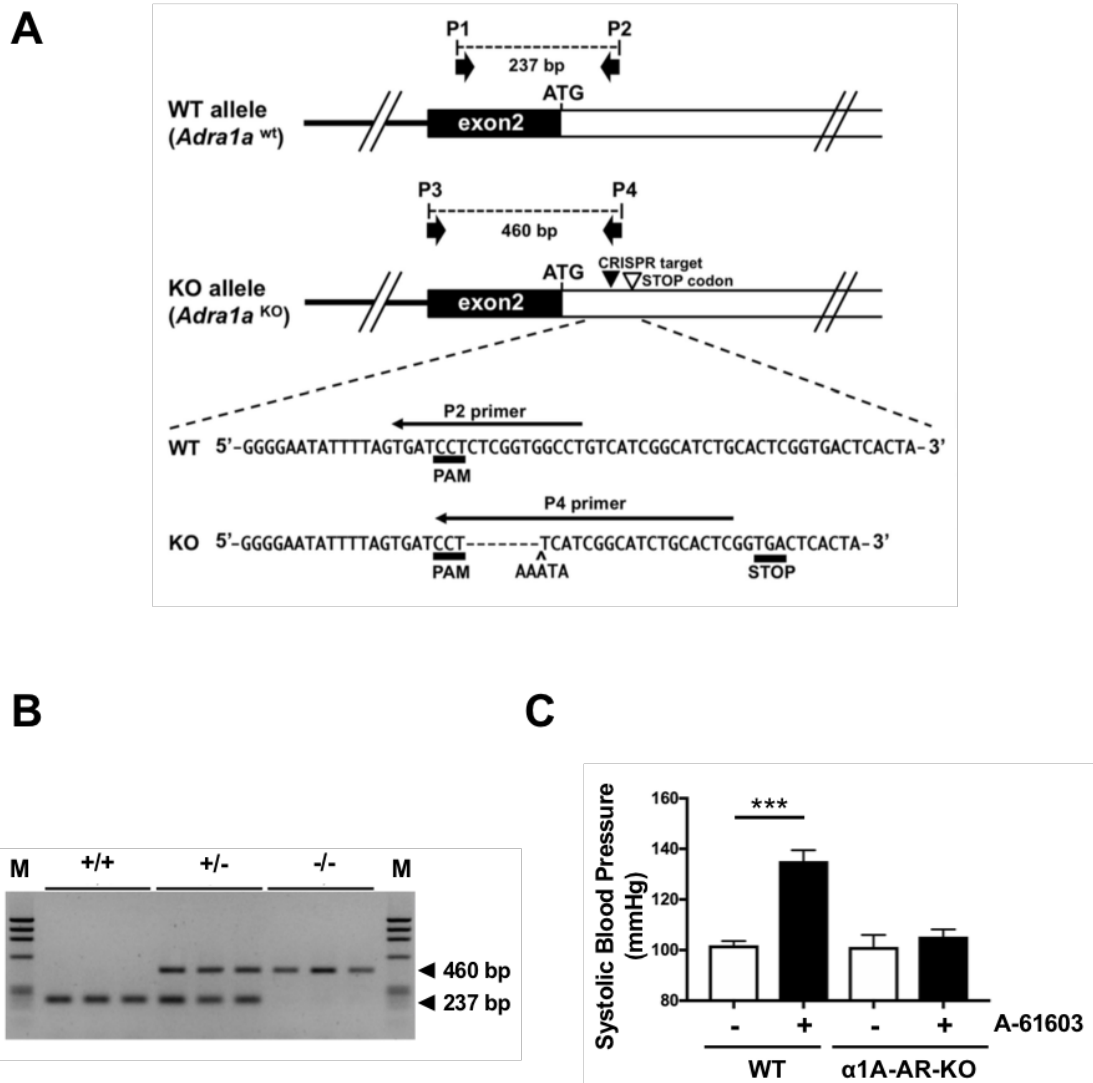 A
P1 P2
237 bp
ATG
WT allele
(Adra1a wt)
exon2
P3 P4
460 bp
CRISPR target
ATG
STOP codon
KO allele
(Adra1a KO)
exon2
P2 primer
WT 5’-GGGGAATATTTTAGTGATCCTCTCGGTGGCCTGTCATCGGCATCTGCACTCGGTGACTCACTA-3’
PAM
P4 primer
KO 5’-GGGGAATATTTTAGTGATCCT-------TCATCGGCATCTGCACTCGGTGACTCACTA-3’
PAM
AAATA
STOP
B
M +/+ +/- -/- M
460 bp
237 bp
C
Systolic Blood Pressure
(mmHg)
160
140
120
100
80
***
- + - + A-61603
WT α1A-AR-KO